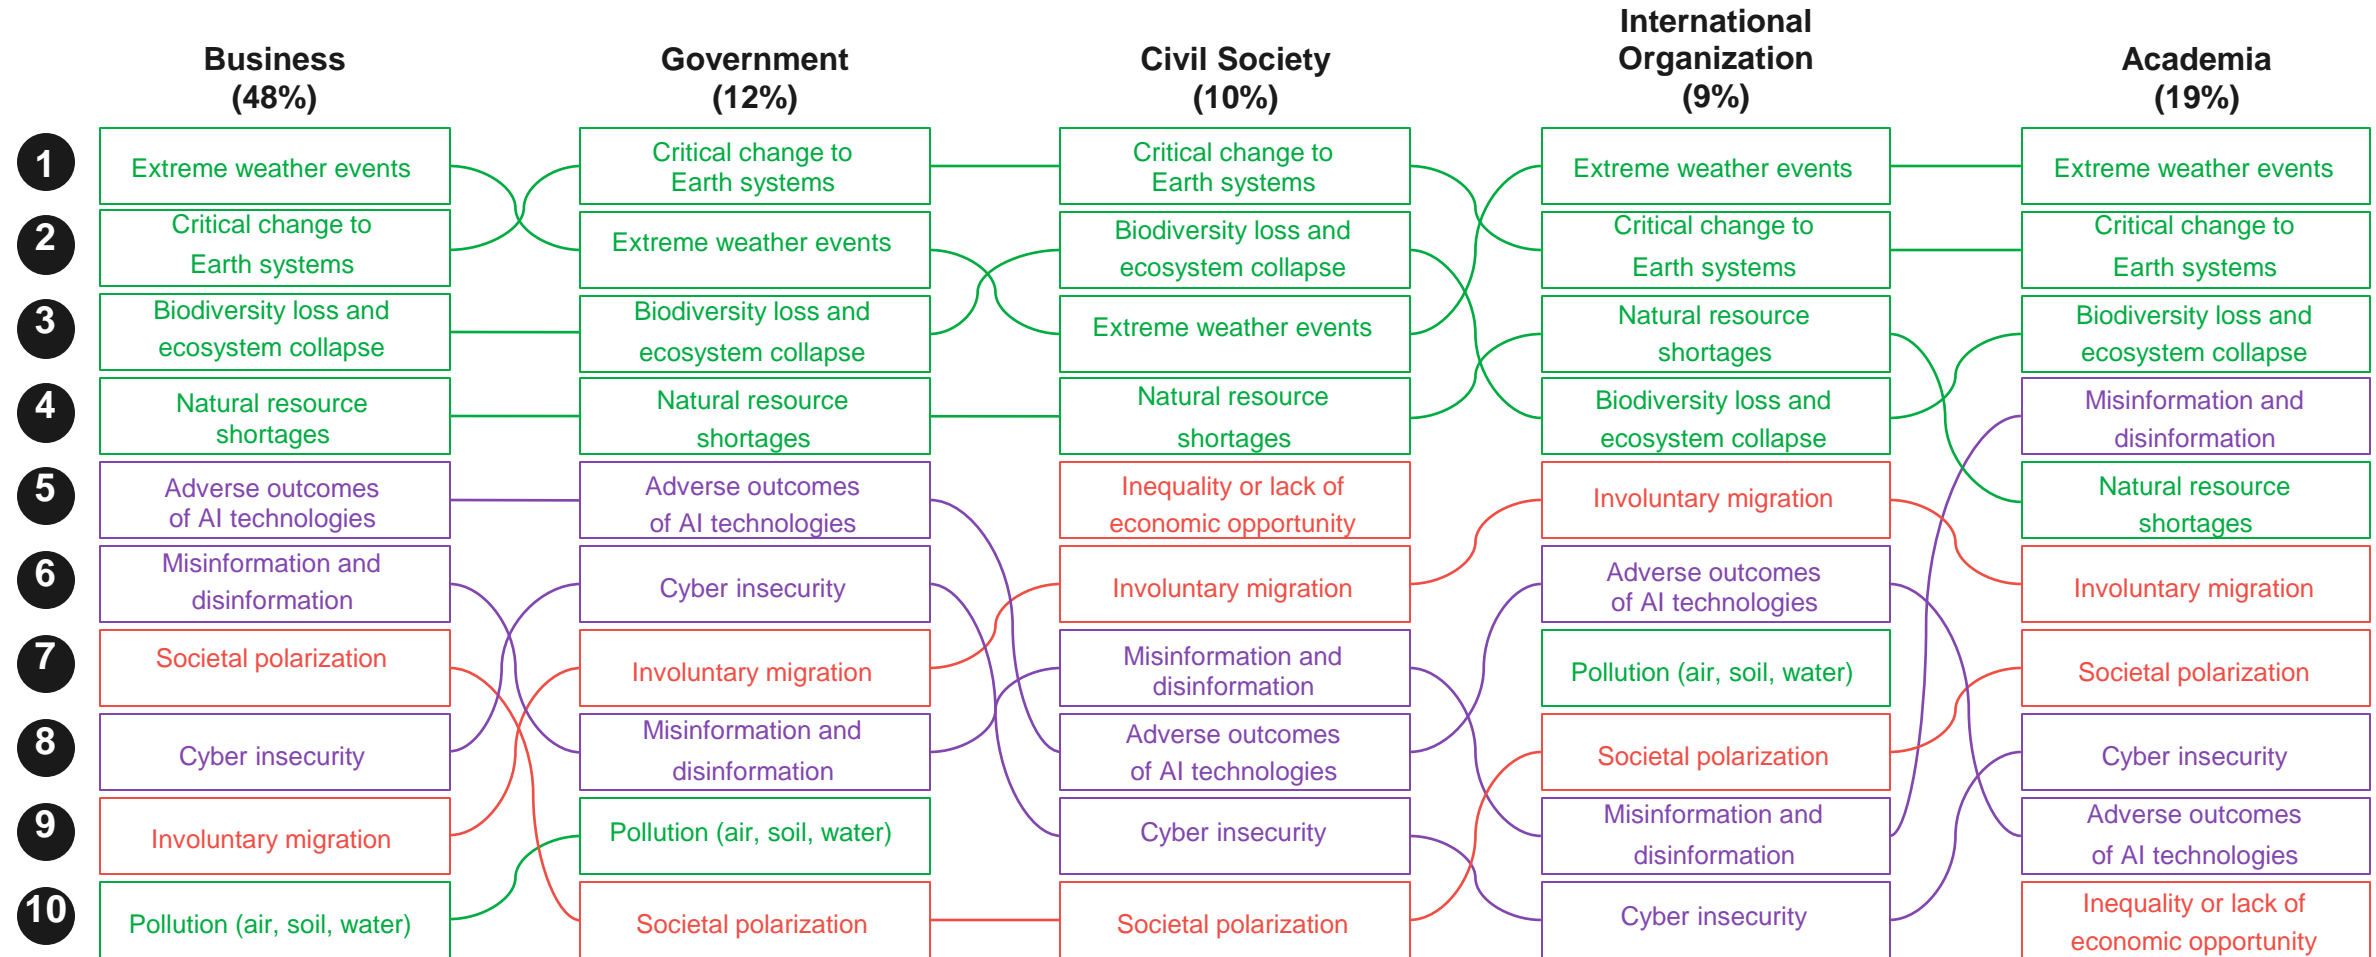 Business
(48%)
Government
(12%)
Civil Society
(10%)
International
Organization
(9%)
Academia
(19%)
1
Extreme weather events
Critical change to
Earth systems
Critical change to
Earth systems
Extreme weather events
Extreme weather events
2
Critical change to
Earth systems
Extreme weather events
Biodiversity loss and
ecosystem collapse
Critical change to
Earth systems
Critical change to
Earth systems
3
Biodiversity loss and
ecosystem collapse
Biodiversity loss and
ecosystem collapse
Extreme weather events
Natural resource
shortages
Biodiversity loss and
ecosystem collapse
4
Natural resource
shortages
Natural resource
shortages
Natural resource
shortages
Biodiversity loss and
ecosystem collapse
Misinformation and
disinformation
5
Adverse outcomes
of AI technologies
Adverse outcomes
of AI technologies
Inequality or lack of
economic opportunity
Involuntary migration
Natural resource
shortages
6
Misinformation and
disinformation
Cyber insecurity
Involuntary migration
Adverse outcomes
of AI technologies
Involuntary migration
7
Societal polarization
Involuntary migration
Misinformation and
disinformation
Pollution (air, soil, water)
Societal polarization
8
Cyber insecurity
Misinformation and
disinformation
Adverse outcomes
of AI technologies
Societal polarization
Cyber insecurity
9
Involuntary migration
Pollution (air, soil, water)
Cyber insecurity
Misinformation and
disinformation
Adverse outcomes
of AI technologies
10
Pollution (air, soil, water)
Societal polarization
Societal polarization
Cyber insecurity
Inequality or lack of
economic opportunity